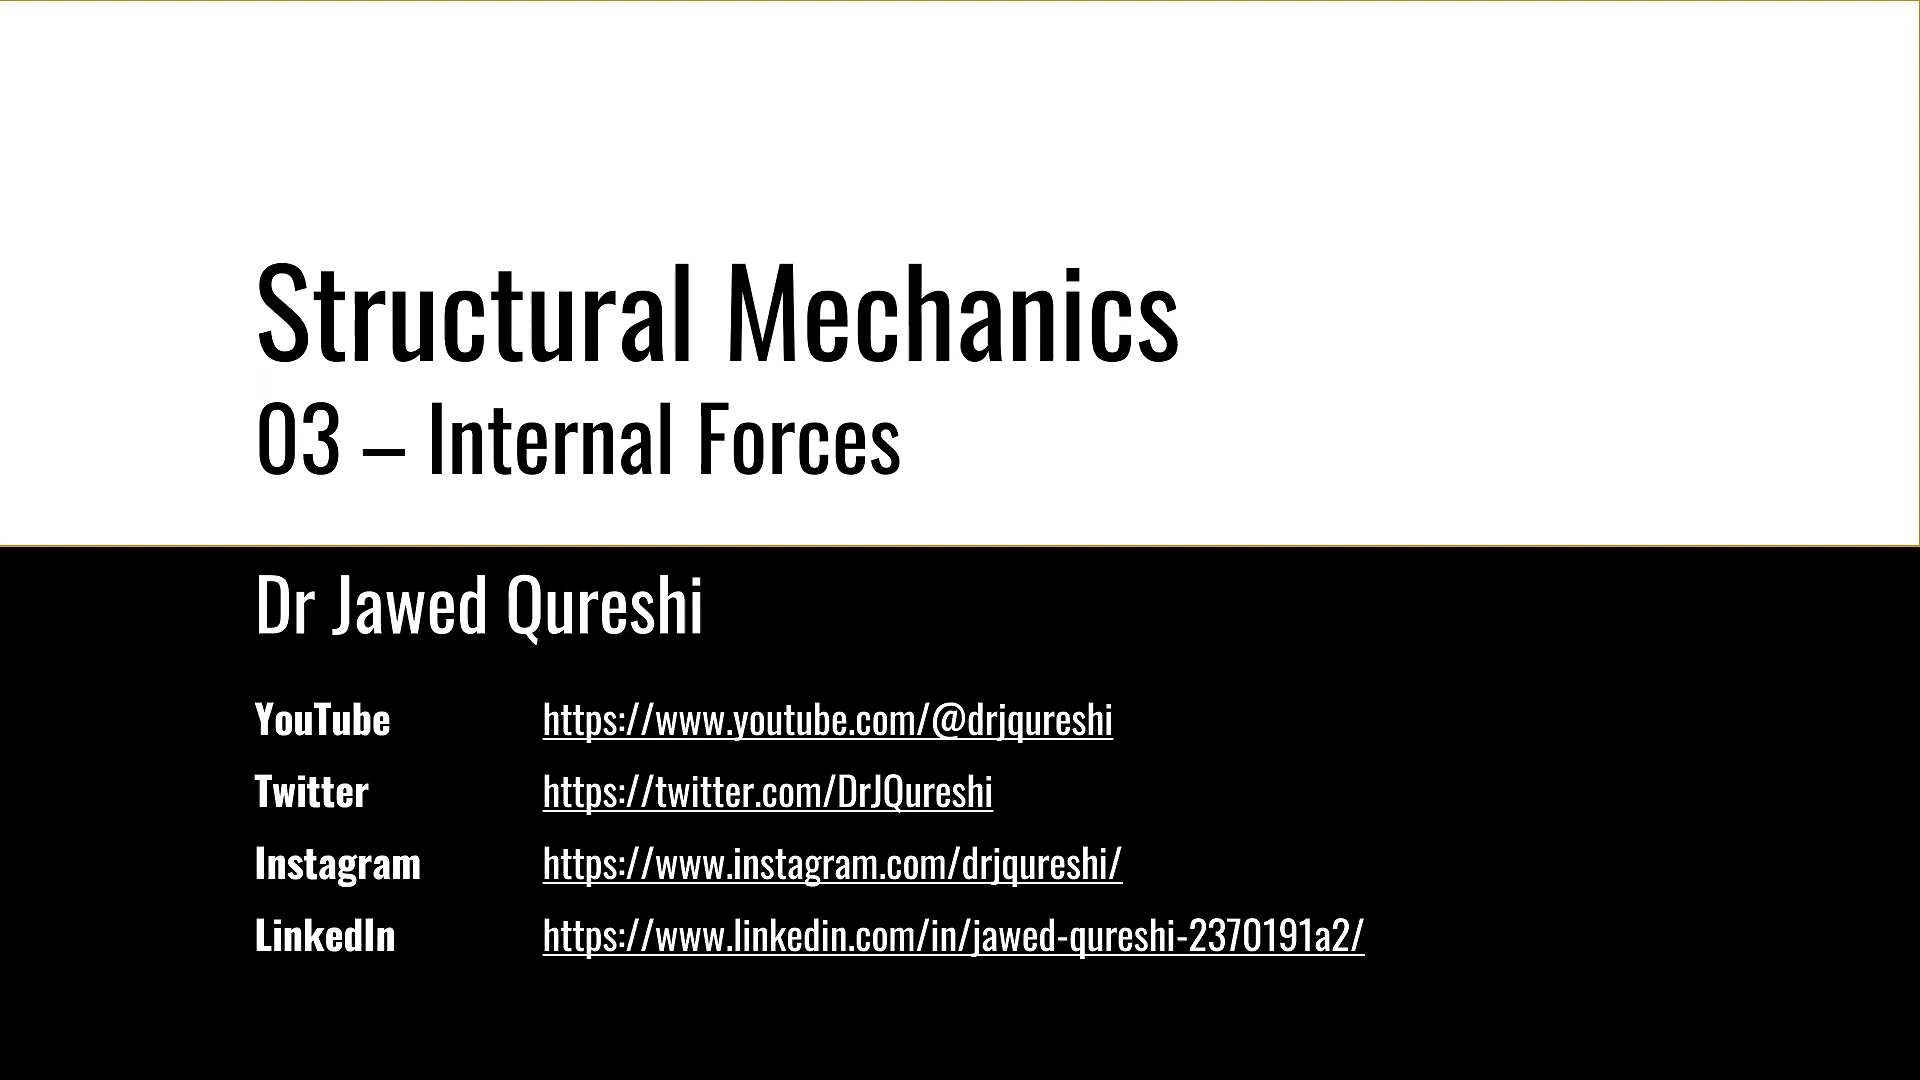 Structural Mechanics
03 – Internal Forces
Dr Jawed Qureshi
YouTube https://www.youtube.com/@drjqureshi
Twitter https://twitter.com/DrJQureshi
Instagram https://www.instagram.com/drjqureshi/
LinkedIn https://www.linkedin.com/in/jawed-qureshi-2370191a2/